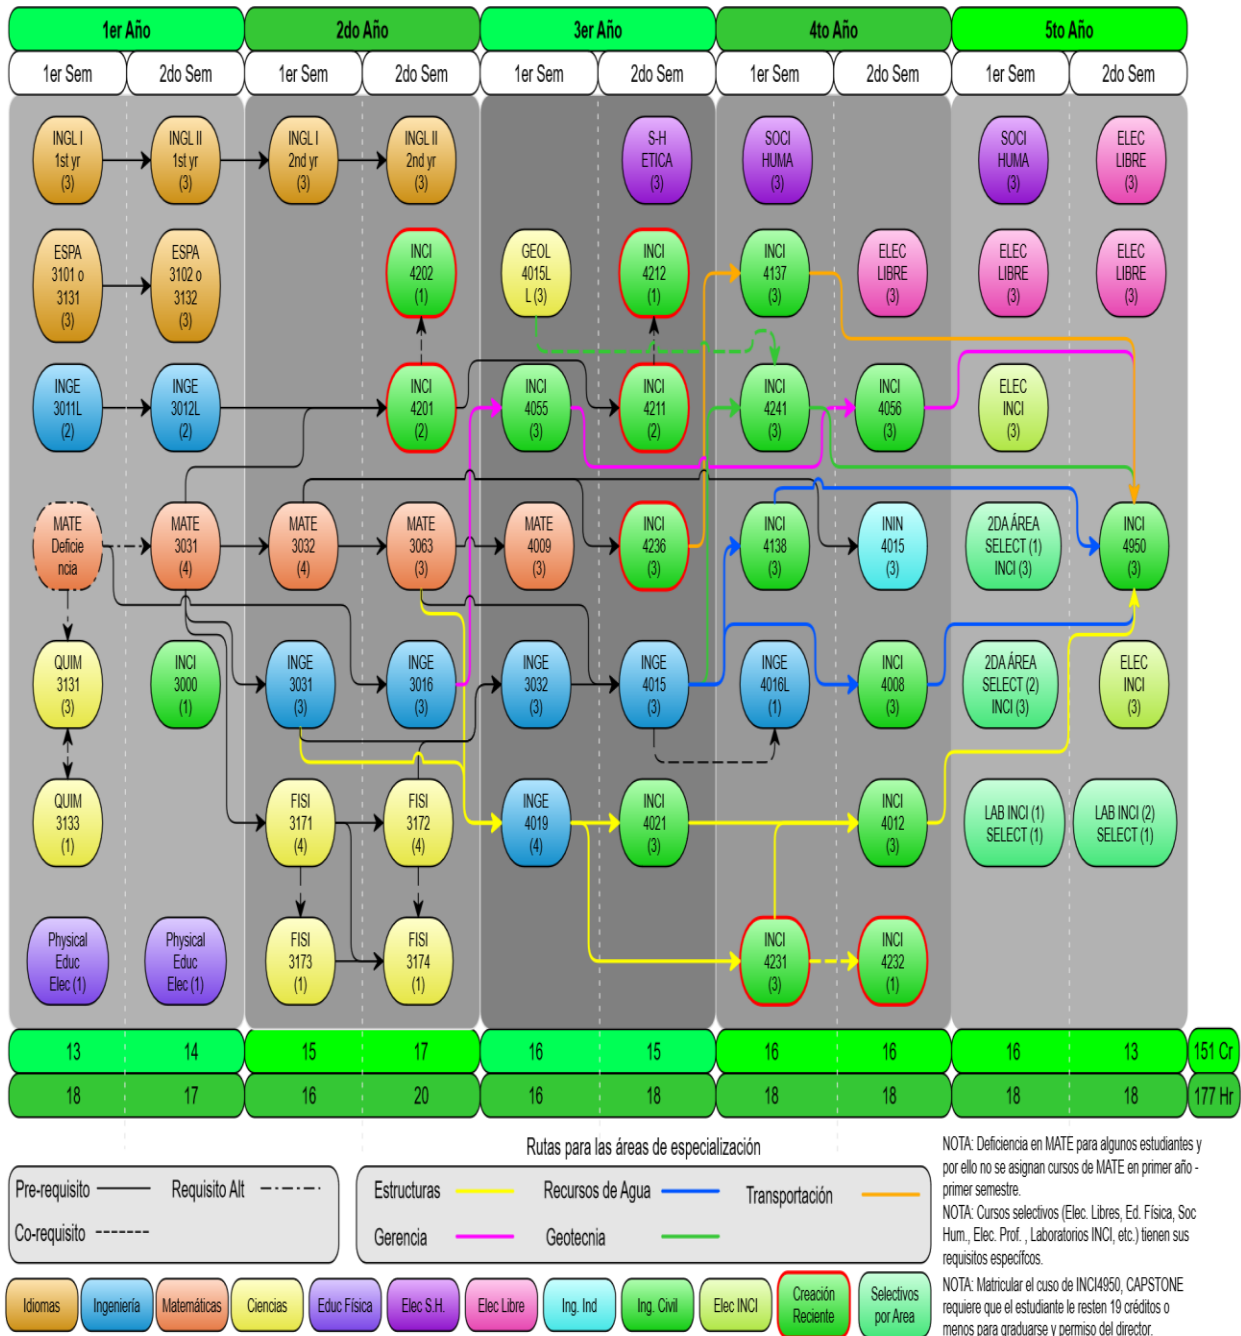 1er Año
2do Año
3er Año
4to Año
5to Año
1er Sem
2do Sem
1er Sem
2do Sem
1er Sem
2do Sem
1er Sem
2do Sem
1er Sem
2do Sem
INGL I
1st yr
(3)
INGL II
1st yr
(3)
INGL I
2nd yr
(3)
INGL II
2nd yr
(3)
S-H
ETICA
(3)
SOCI
HUMA
(3)
SOCI
HUMA
(3)
ELEC
LIBRE
(3)
ESPA
3101 o
3131
(3)
ESPA
3102 o
3132
(3)
INCI
4202
(1)
GEOL
4015L
L (3)
INCI
4212
(1)
INCI
4137
(3)
ELEC
LIBRE
(3)
ELEC
LIBRE
(3)
ELEC
LIBRE
(3)
INGE
3011L
(2)
INGE
3012L
(2)
INCI
4201
(2)
INCI
4055
(3)
INCI
4211
(2)
INCI
4241
(3)
INCI
4056
(3)
ELEC
INCI
(3)
MATE
Deficie
ncia
MATE
3031
(4)
MATE
3032
(4)
MATE
3063
(3)
MATE
4009
(3)
INCI
4236
(3)
INCI
4138
(3)
ININ
4015
(3)
2DA ÁREA
SELECT (1)
INCI (3)
INCI
4950
(3)
QUIM
3131
(3)
INCI
3000
(1)
INGE
3031
(3)
INGE
3016
(3)
INGE
3032
(3)
INGE
4015
(3)
INGE
4016L
(1)
INCI
4008
(3)
2DA ÁREA
SELECT (2)
INCI (3)
ELEC
INCI
(3)
QUIM
3133
(1)
FISI
3171
(4)
FISI
3172
(4)
INGE
4019
(4)
INCI
4021
(3)
INCI
4012
(3)
LAB INCI (1)
SELECT (1)
LAB INCI (2)
SELECT (1)
Physical
Educ
Elec (1)
Physical
Educ
Elec (1)
FISI
3173
(1)
FISI
3174
(1)
INCI
4231
(3)
INCI
4232
(1)
13
14
15
17
16
15
16
16
16
13
151 Cr
18
17
16
20
16
18
18
18
18
18
177 Hr
Rutas para las áreas de especialización
Pre-requisito
Requisito Alt
Co-requisito
Estructuras
Recursos de Agua
Transportación
Gerencia
Geotecnia
NOTA: Deficiencia en MATE para algunos estudiantes y
por ello no se asignan cursos de MATE en primer año -
primer semestre.
NOTA: Cursos selectivos (Elec. Libres, Ed. Física, Soc
Hum., Elec. Prof. , Laboratorios INCI, etc.) tienen sus
requisitos específcos.
NOTA: Matricular el cuso de INCI4950, CAPSTONE
requiere que el estudiante le resten 19 créditos o
menos para graduarse y permiso del director.
Idiomas
Ingeniería
Matemáticas
Ciencias
Educ Física
Elec S.H.
Elec Libre
Ing. Ind
Ing. Civil
Elec INCI
Creación
Reciente
Selectivos
por Area